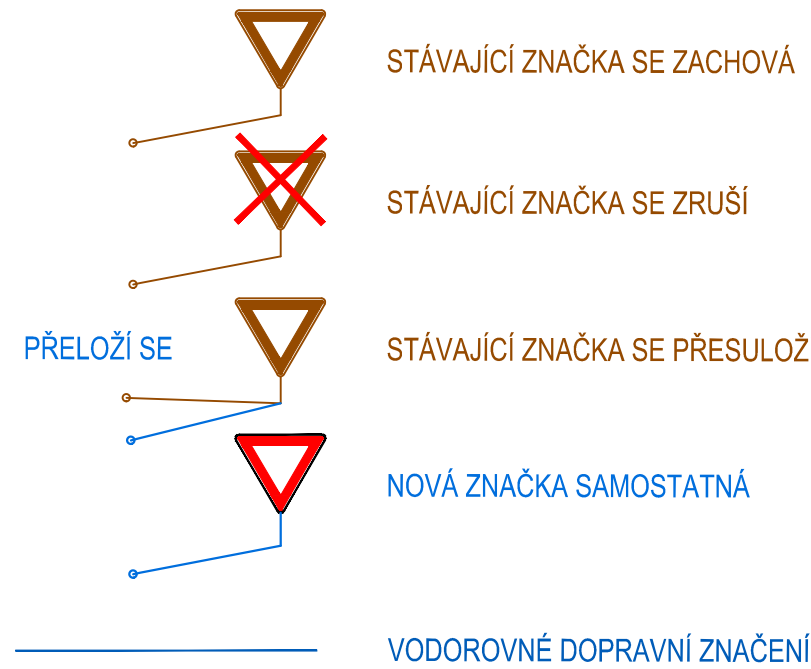 STÁVAJÍCÍ ZNAČKA SE ZACHOVÁ
STÁVAJÍCÍ ZNAČKA SE ZRUŠÍ
PŘELOŽÍ SE
STÁVAJÍCÍ ZNAČKA SE PŘESULOŽ
NOVÁ ZNAČKA SAMOSTATNÁ
VODOROVNÉ DOPRAVNÍ ZNAČENÍ